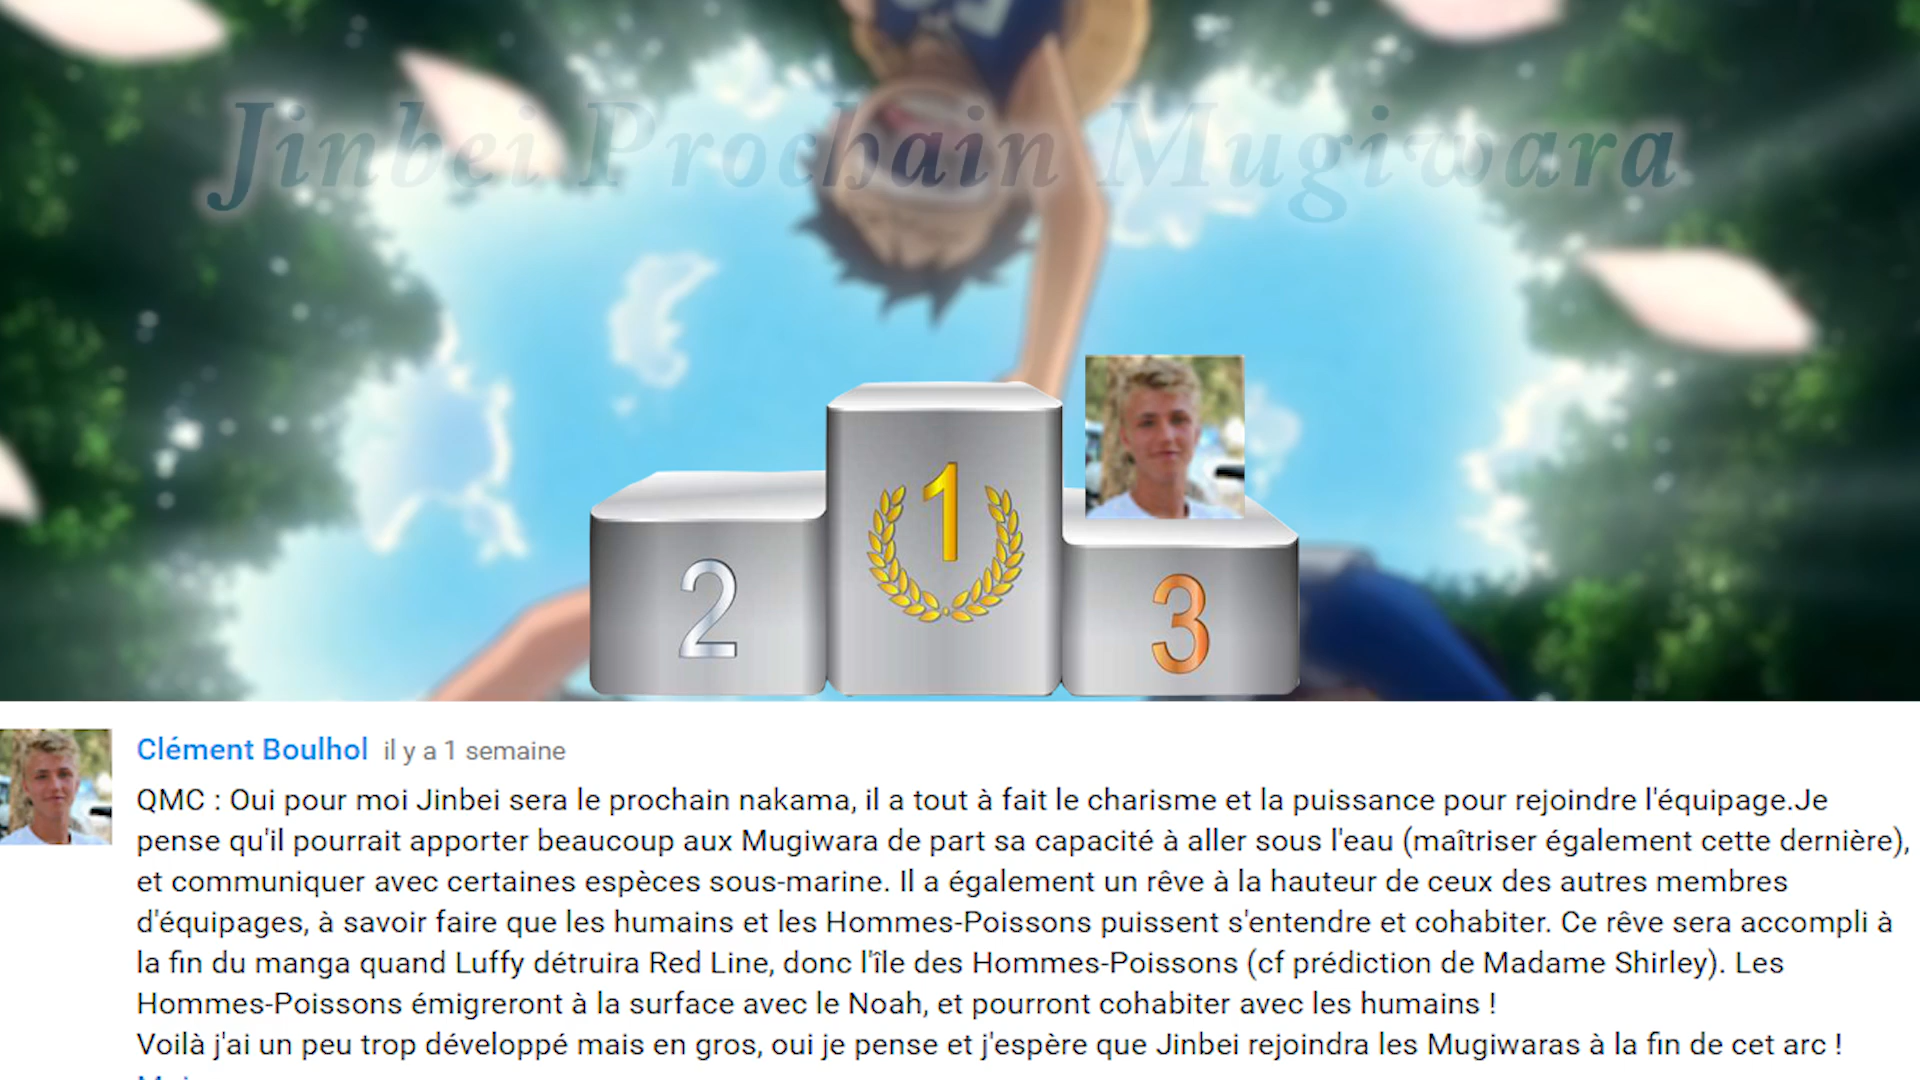 Jinbei Prochain Mugiwara
1
2
3
Clément Boulhol il y a 1 semaine
QMC : Oui pour moi Jinbei sera le prochain nakama, il a tout à fait le charisme et la puissance pour rejoindre l'équipage.Je
pense qu'il pourrait apporter beaucoup aux Mugiwara de part sa capacité à aller sous l'eau (maîtriser également cette dernière),
et communiquer avec certaines espèces sous-marine. Il a également un rêve à la hauteur de ceux des autres membres
d'équipages, à savoir faire que les humains et les Hommes-Poissons puissent s'entendre et cohabiter. Ce rêve sera accompli à
la fin du manga quand Luffy détruira Red Line, donc l'île des Hommes-Poissons (cf prédiction de Madame Shirley). Les
Hommes-Poissons émigreront à la surface avec le Noah, et pourront cohabiter avec les humains !
Voilà j'ai un peu trop développé mais en gros, oui je pense et j'espère que Jinbei rejoindra les Mugiwaras à la fin de cet arc !